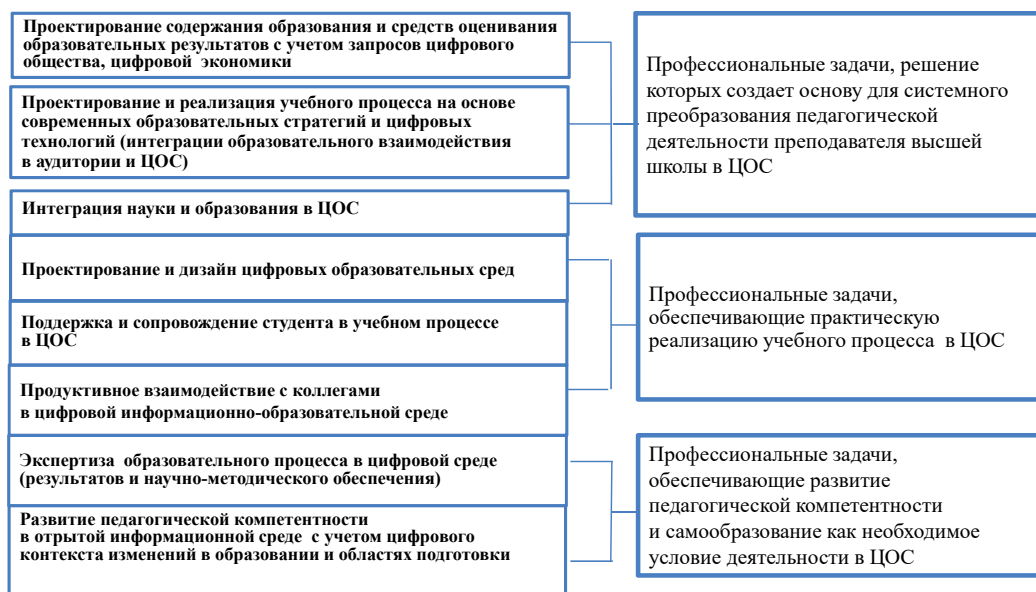 Проектирование содержания образования и средств оценивания
образовательных результатов с учетом запросов цифрового
общества, цифровой экономики
Проектирование и реализация учебного процесса на основе
современных образовательных стратегий и цифровых
технологий (интеграции образовательного взаимодействия
в аудитории и ЦОС)
Интеграция науки и образования в ЦОС
Профессиональные задачи, решение
которых создает основу для системного
преобразования педагогической
деятельности преподавателя высшей
школы в ЦОС
Проектирование и дизайн цифровых образовательных сред
Поддержка и сопровождение студента в учебном процессе
в ЦОС
Продуктивное взаимодействие с коллегами
в цифровой информационно-образовательной среде
Профессиональные задачи,
обеспечивающие практическую
реализацию учебного процесса в ЦОС
Экспертиза образовательного процесса в цифровой среде
(результатов и научно-методического обеспечения)
Развитие педагогической компетентности
в отрытой информационной среде с учетом цифрового
контекста изменений в образовании и областях подготовки
Профессиональные задачи,
обеспечивающие развитие
педагогической компетентности
и самообразование как необходимое
условие деятельности в ЦОС